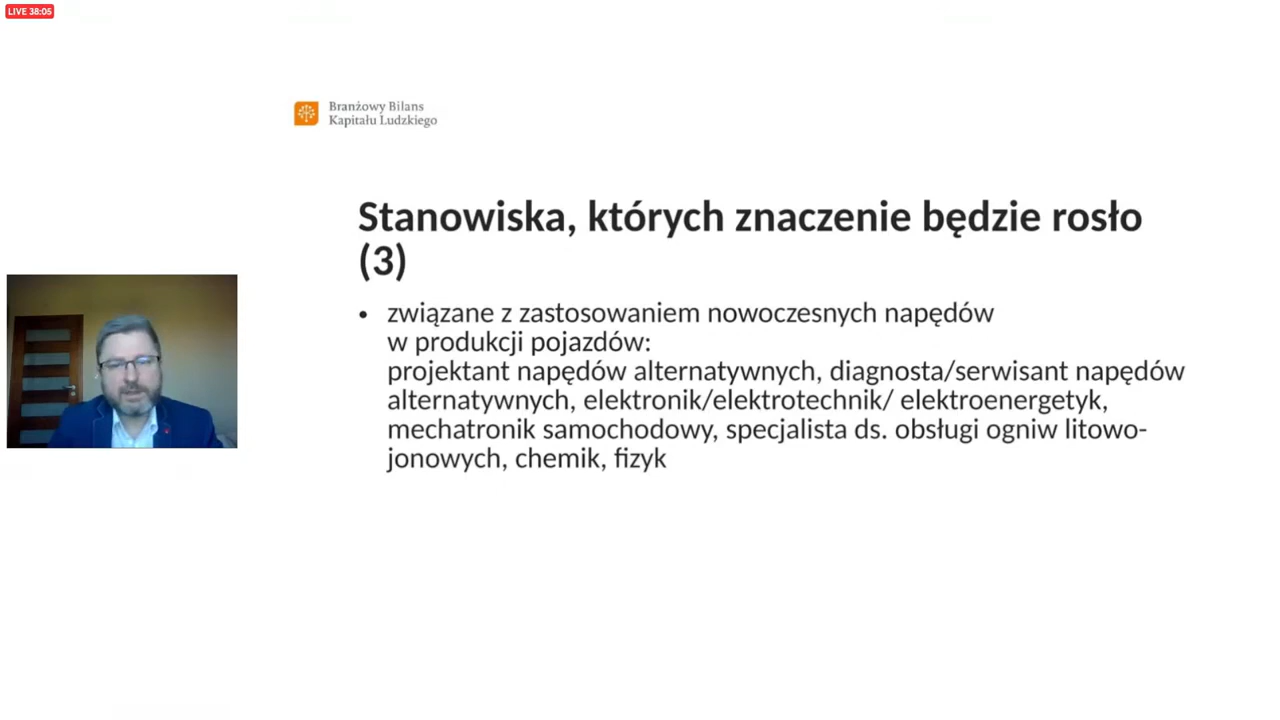 LIVE 38:05
Branżowy Bilans
Kapitału Ludzkiego
Stanowiska, których znaczenie będzie rosło
(3)
• związane z zastosowaniem nowoczesnych napędów
w produkcji pojazdów:
projektant napędów alternatywnych, diagnosta/serwisant napędów
alternatywnych, elektronik/elektrotechnik/ elektroenergetyk,
mechatronik samochodowy, specjalista ds. obsługi ogniw litowo-
jonowych, chemik, fizyk